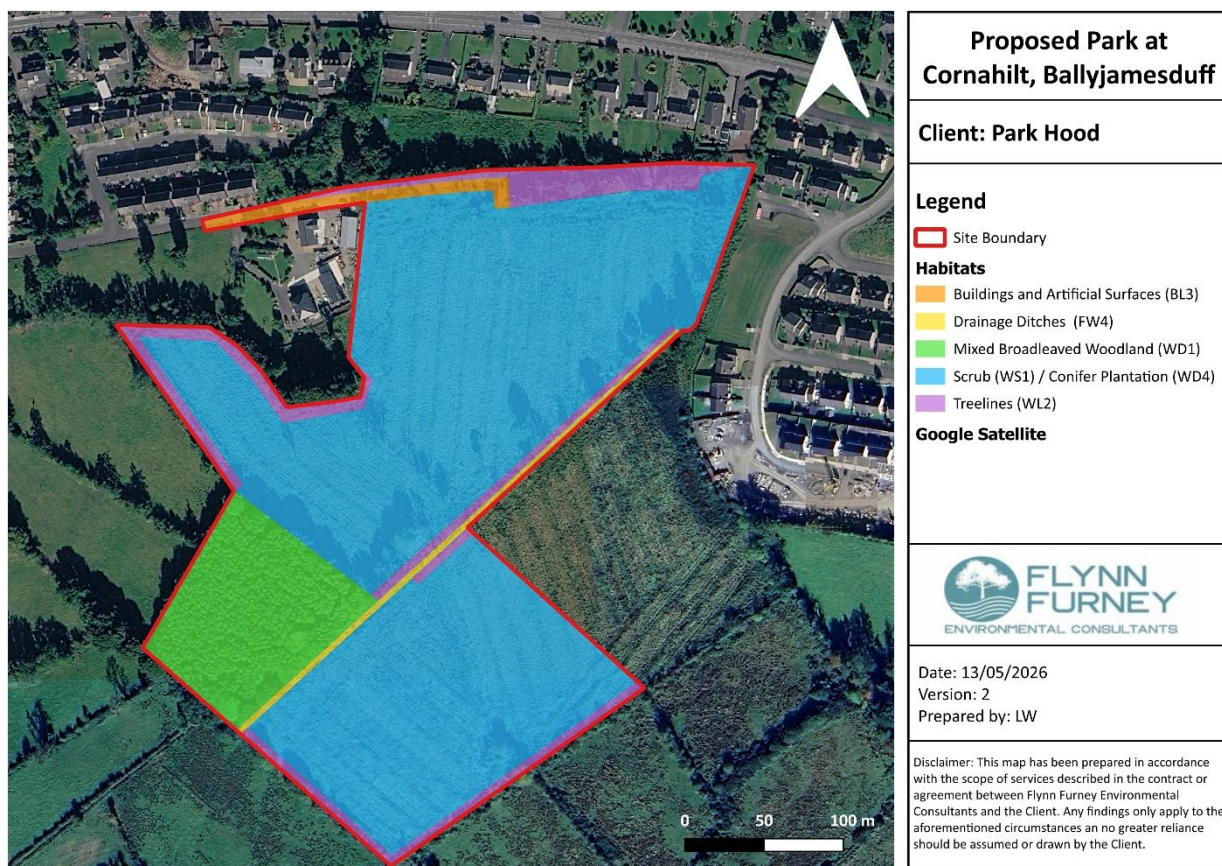 Proposed Park at
Cornahilt, Ballyjamesduff
Client: Park Hood
Legend
Site Boundary
Habitats
Buildings and Artificial Surfaces (BL3)
Drainage Ditches (FW4)
Mixed Broadleaved Woodland (WD1)
Scrub (WS1) / Conifer Plantation (WD4)
Treelines (WL2)
Google Satellite
FLYNN
FURNEY
ENVIRONMENTAL CONSULTANTS
Date: 13/05/2026
Version: 2
Prepared by: LW
Disclaimer: This map has been prepared in accordance
with the scope of services described in the contract or
agreement between Flynn Furney Environmental
Consultants and the Client. Any findings only apply to the
aforementioned circumstances an no greater reliance
should be assumed or drawn by the Client.
0 50 100 m